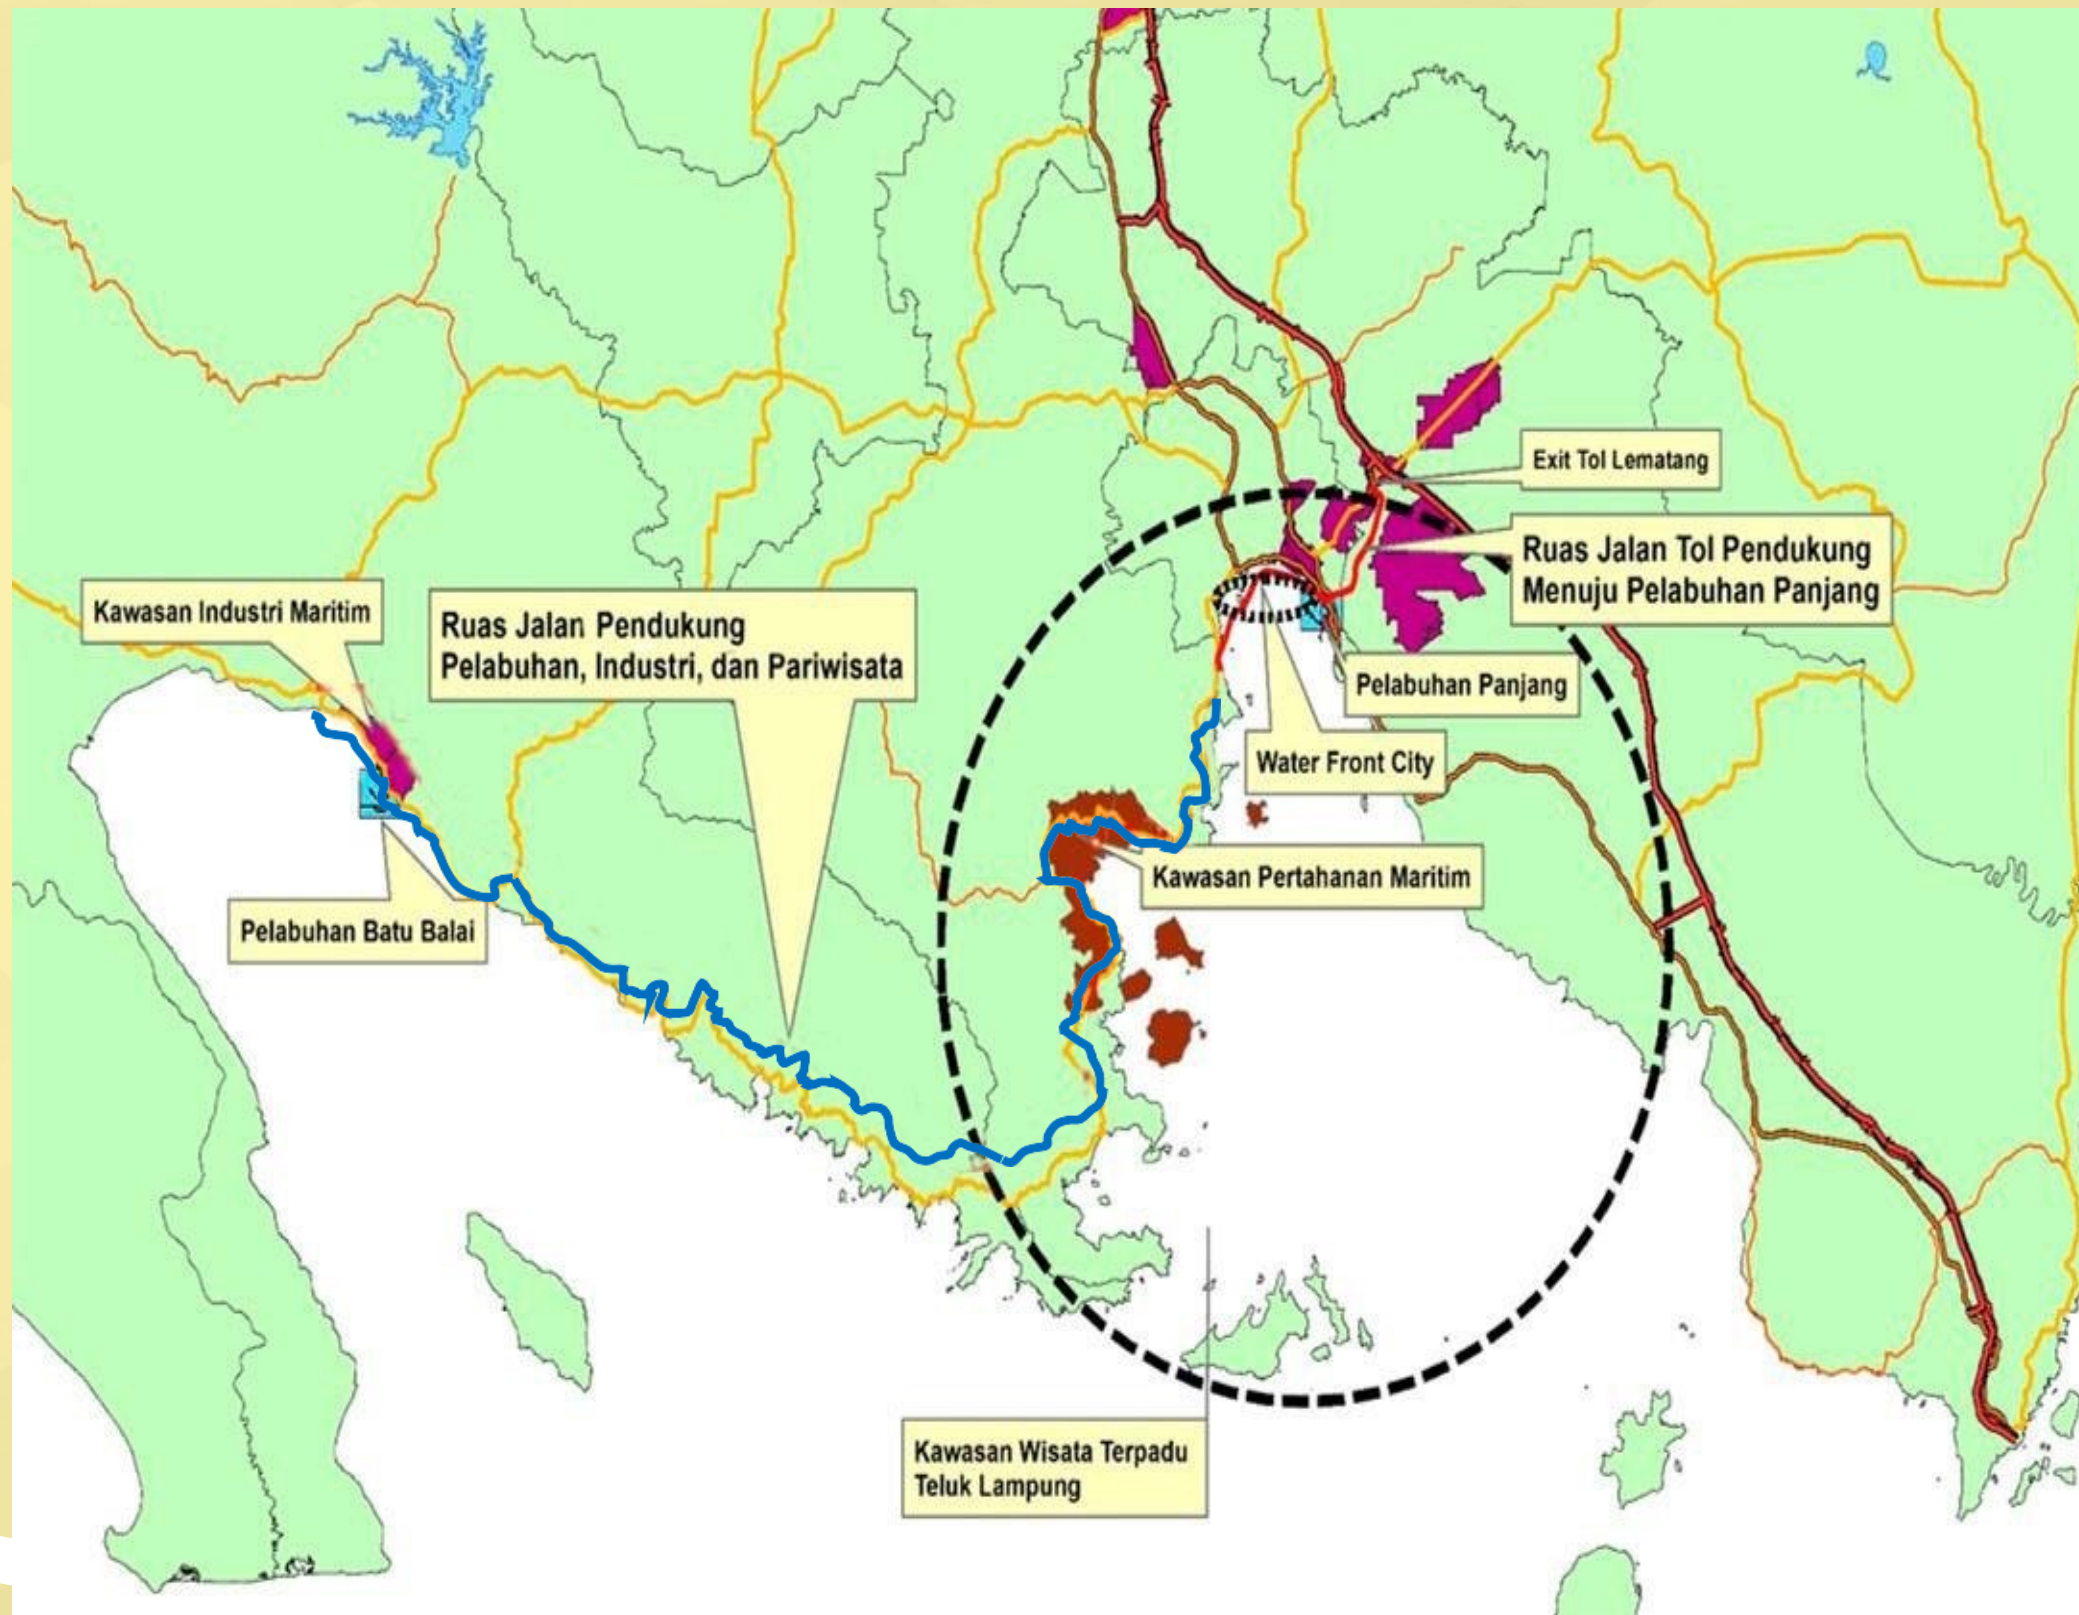 Exit Tol Lematang
Ruas Jalan Tol Pendukung
Menuju Pelabuhan Panjang
Kawasan Industri Maritim
Ruas Jalan Pendukung
Pelabuhan, Industri, dan Pariwisata
Pelabuhan Panjang
Water Front City
Kawasan Pertahanan Maritim
Pelabuhan Batu Balai
Kawasan Wisata Terpadu
Teluk Lampung